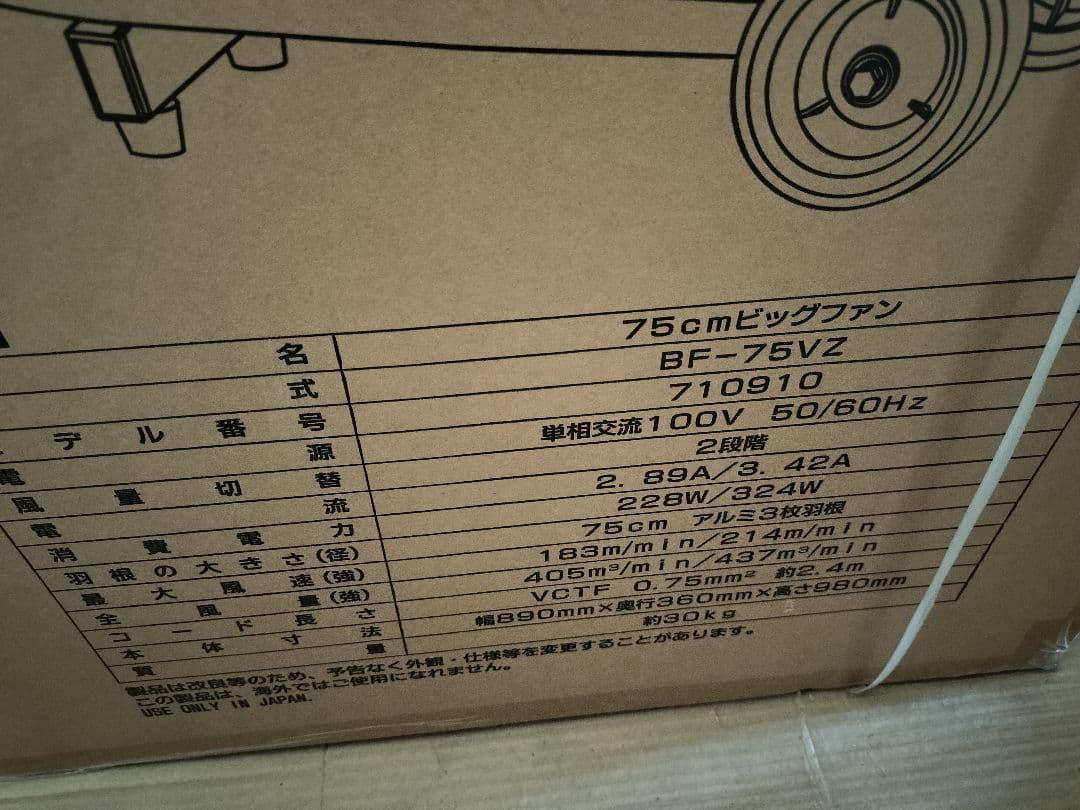 名 75cmビッグファン
式 BF-75VZ
デル番号 710910
電源 単相交流100V 50/60Hz
風量切替 2段階
電流 2.89A/3.42A
消費電力 228W/324W
羽根の大きさ(径) 75cm アルミ3枚羽根
最大風速(強) 183m/min/214m/min
全風量(強) 405m³/min/437m³/min
コード長さ VCTF 0.75mm² 約2.4m
本体寸法 幅890mm×奥行360mm×高さ980mm
質量 約30kg
製品は改良等のため、予告なく外観・仕様等を変更することがあります。
この製品は、海外ではご使用になれません。
USE ONLY IN JAPAN.